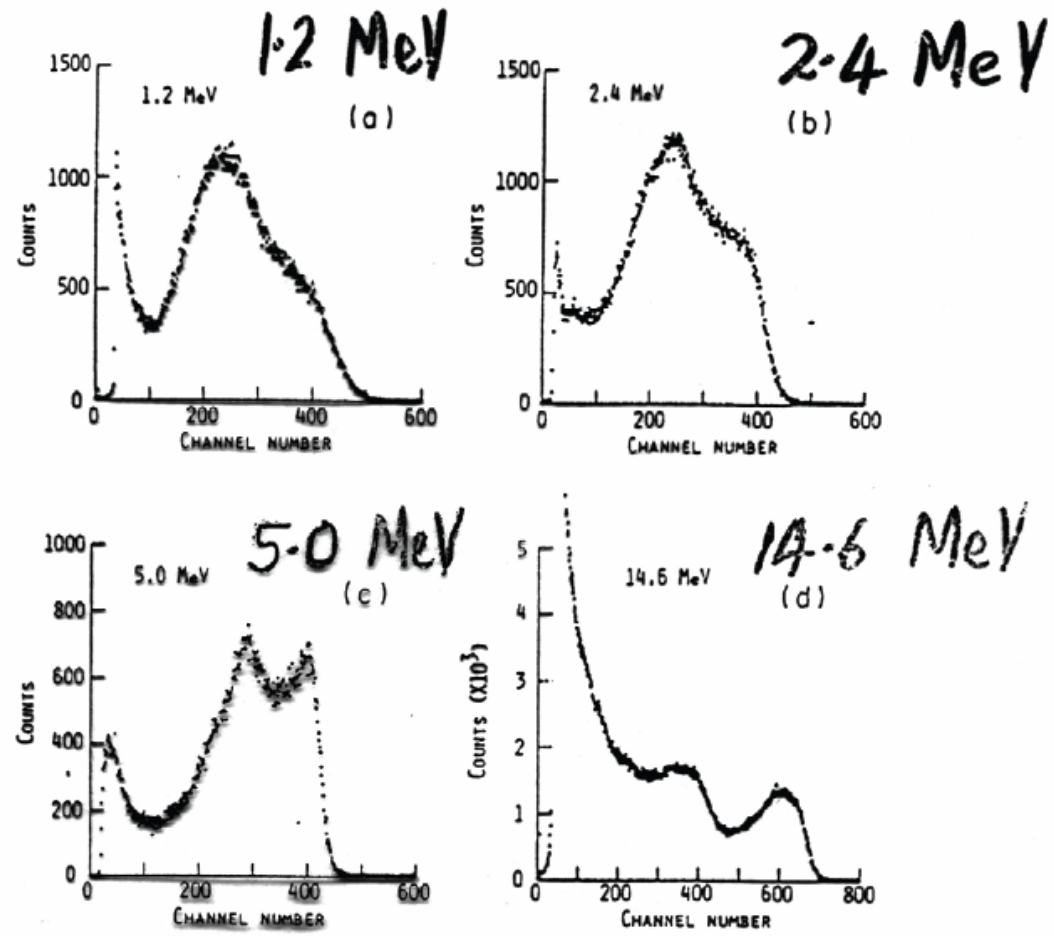 1.2 MeV
1500
1.2 MeV
(a)
1000
COUNTS
500
0
0 200 400 600
CHANNEL NUMBER
2.4 MeV
1500
2.4 MeV
(b)
1000
COUNTS
500
0
0 200 400 600
CHANNEL NUMBER
5.0 MeV
1000
5.0 MeV
(c)
800
600
COUNTS
400
200
0
0 200 400 600
CHANNEL NUMBER
14.6 MeV
5
14.6 MeV
(d)
4
3
COUNTS (X10³)
2
1
0
0 200 400 600 800
CHANNEL NUMBER